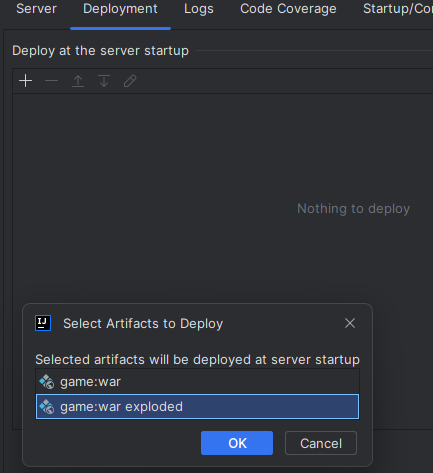 Server Deployment Logs Code Coverage Startup/Co
Deploy at the server startup
Nothing to deploy
IJ Select Artifacts to Deploy
Selected artifacts will be deployed at server startup
game:war
game:war exploded
OK Cancel